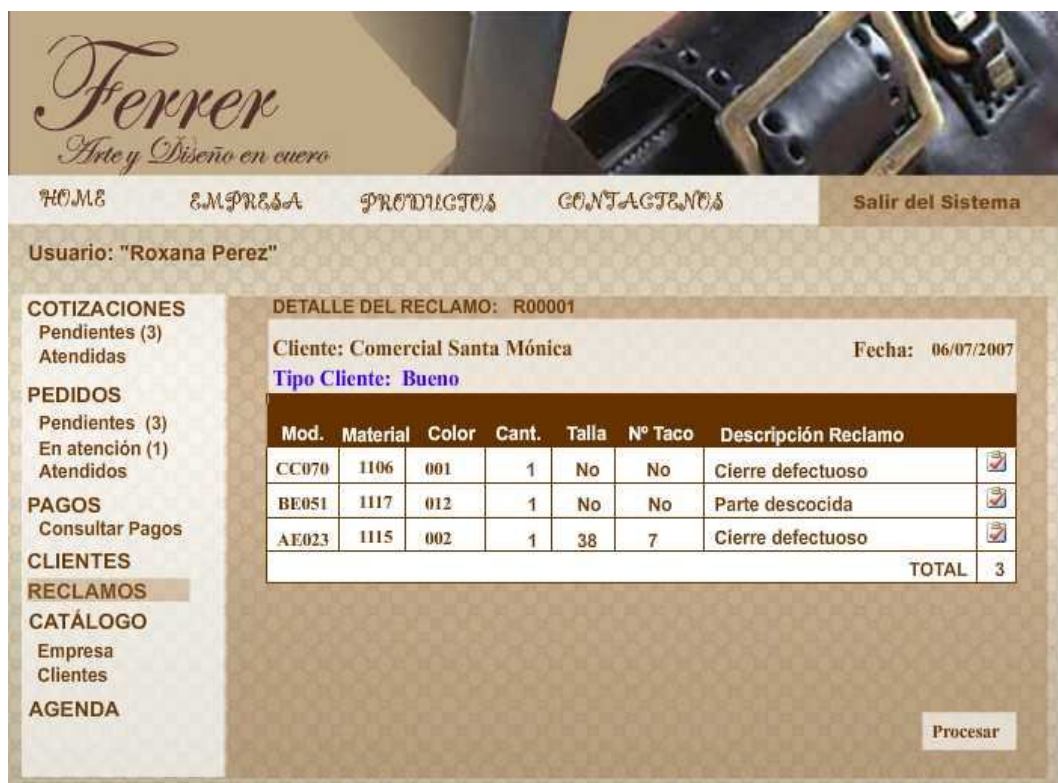 Ferrer
Arte y Diseño en cuero
HOME EMPRESA PRODUCTOS CONTACTENOS Salir del Sistema
Usuario: "Roxana Perez"
COTIZACIONES
Pendientes (3)
Atendidas
PEDIDOS
Pendientes (3)
En atención (1)
Atendidos
PAGOS
Consultar Pagos
CLIENTES
RECLAMOS
CATÁLOGO
Empresa
Clientes
AGENDA
DETALLE DEL RECLAMO: R00001
Cliente: Comercial Santa Mónica Fecha: 06/07/2007
Tipo Cliente: Bueno
Mod. Material Color Cant. Talla Nº Taco Descripción Reclamo
CC070 1106 001 1 No No Cierre defectuoso
BE051 1117 012 1 No No Parte descocida
AE023 1115 002 1 38 7 Cierre defectuoso
TOTAL 3
Procesar